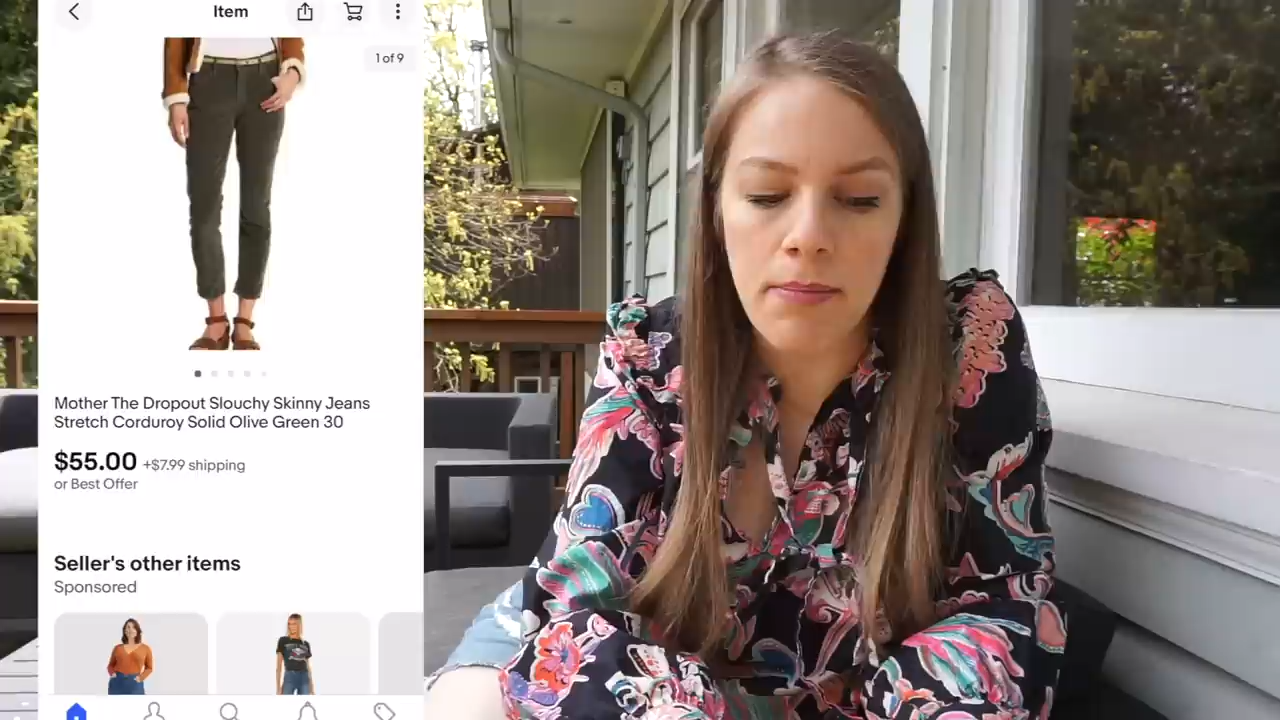 Item
1 of 9
Mother The Dropout Slouchy Skinny Jeans
Stretch Corduroy Solid Olive Green 30
$55.00 +$7.99 shipping
or Best Offer
Seller's other items
Sponsored